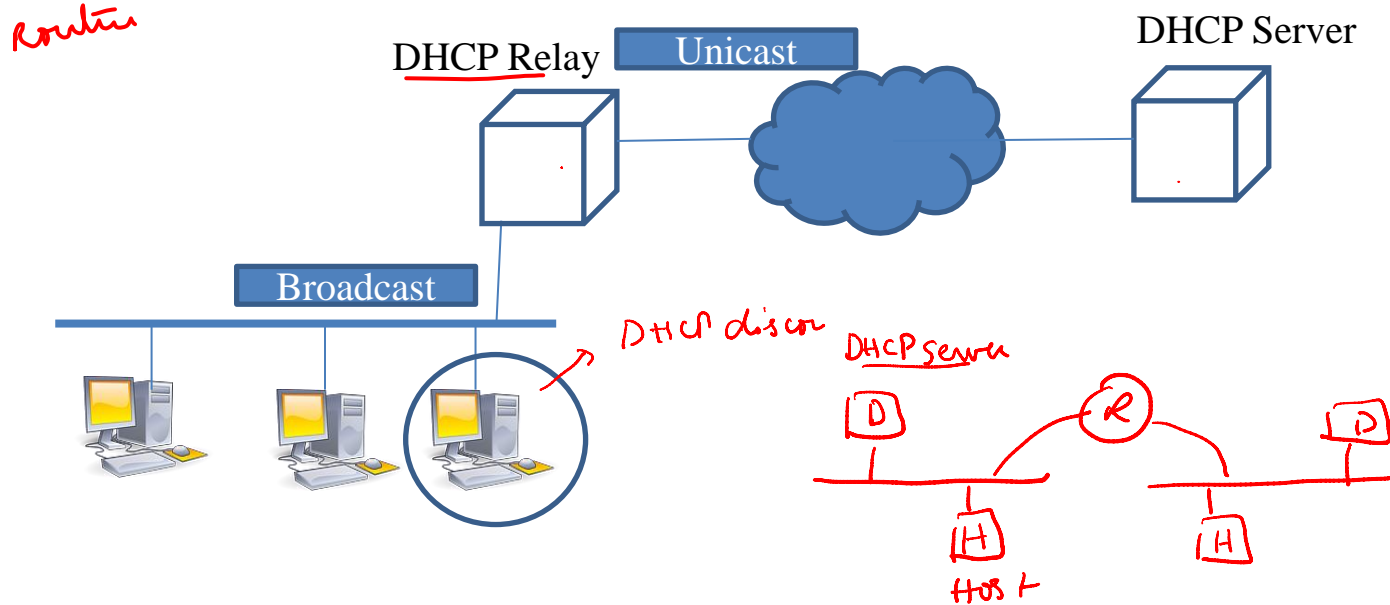 Router
DHCP Relay
Unicast
DHCP Server
Broadcast
DHCP discov
DHCP server
D
R
D
H
H
Host